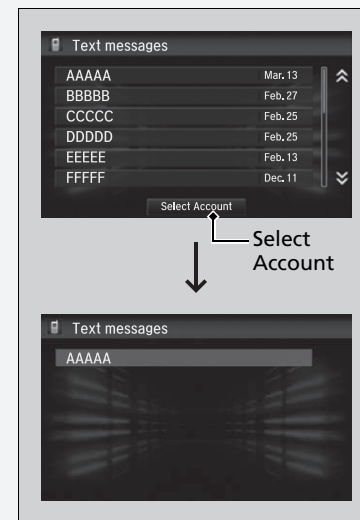 Text messages
AAAAA Mar. 13
BBBBB Feb. 27
CCCCC Feb. 25
DDDDD Feb. 25
EEEEE Feb. 13
FFFFF Dec. 11
Select Account
Select
Account
Text messages
AAAAA